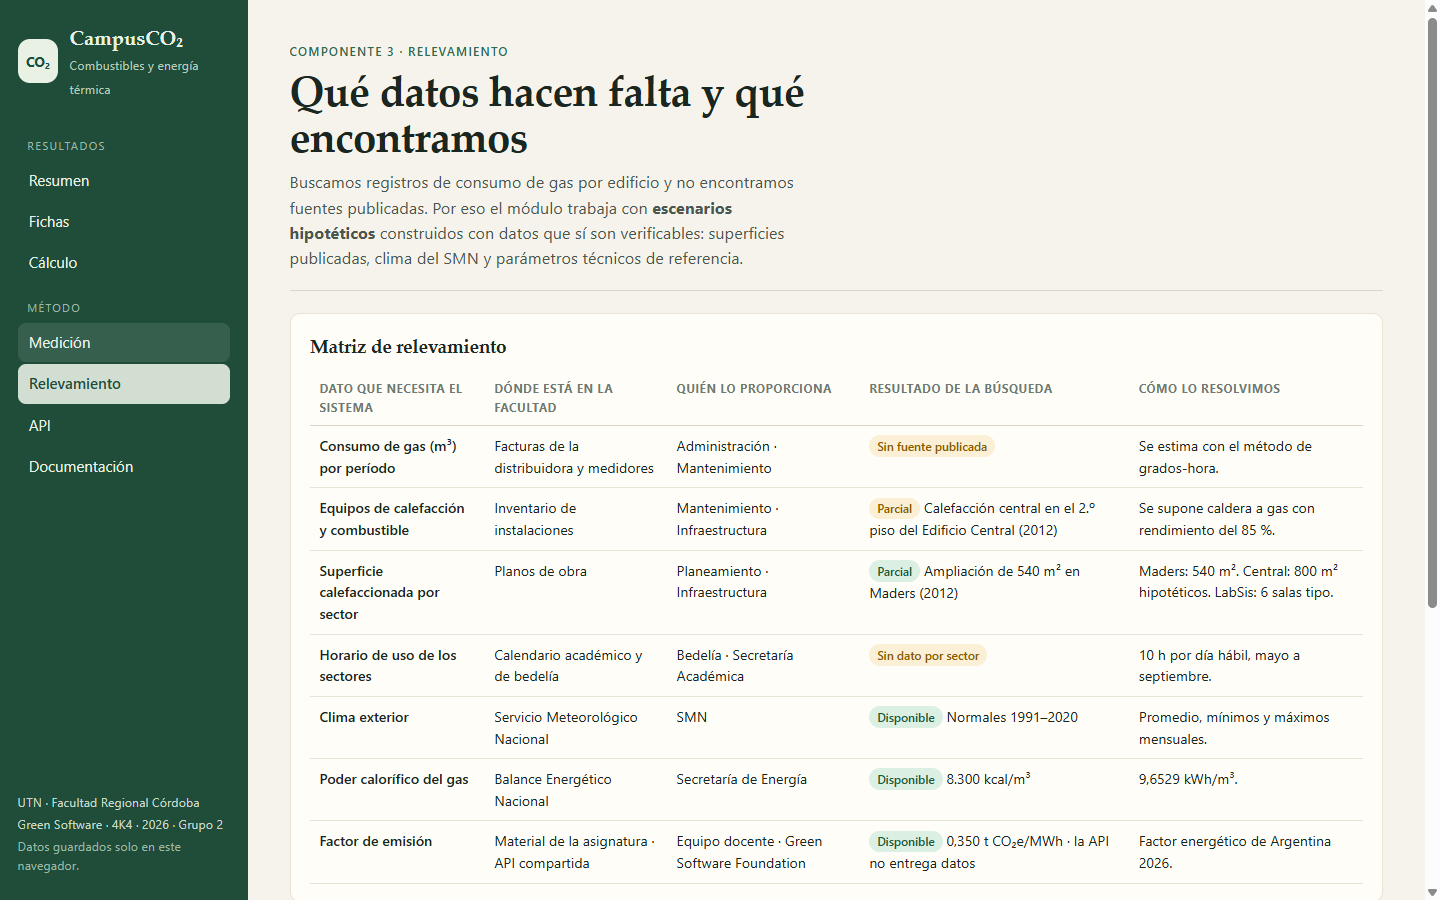 CO₂
CampusCO₂
Combustibles y energía
térmica
RESULTADOS
Resumen
Fichas
Cálculo
MÉTODO
Medición
Relevamiento
API
Documentación
UTN · Facultad Regional Córdoba
Green Software · 4K4 · 2026 · Grupo 2
Datos guardados solo en este
navegador.
COMPONENTE 3 · RELEVAMIENTO
Qué datos hacen falta y qué
encontramos
Buscamos registros de consumo de gas por edificio y no encontramos
fuentes publicadas. Por eso el módulo trabaja con escenarios
hipotéticos construidos con datos que sí son verificables: superficies
publicadas, clima del SMN y parámetros técnicos de referencia.
Matriz de relevamiento
DATO QUE NECESITA EL
SISTEMA
DÓNDE ESTÁ EN LA
FACULTAD
QUIÉN LO PROPORCIONA
RESULTADO DE LA BÚSQUEDA
CÓMO LO RESOLVIMOS
Consumo de gas (m³)
por período
Facturas de la
distribuidora y medidores
Administración ·
Mantenimiento
Sin fuente publicada
Se estima con el método de
grados-hora.
Equipos de calefacción
y combustible
Inventario de
instalaciones
Mantenimiento ·
Infraestructura
Parcial Calefacción central en el 2.º
piso del Edificio Central (2012)
Se supone caldera a gas con
rendimiento del 85 %.
Superficie
calefaccionada por
sector
Planos de obra
Planeamiento ·
Infraestructura
Parcial Ampliación de 540 m² en
Maders (2012)
Maders: 540 m². Central: 800 m²
hipotéticos. LabSis: 6 salas tipo.
Horario de uso de los
sectores
Calendario académico y
de bedelía
Bedelía · Secretaría
Académica
Sin dato por sector
10 h por día hábil, mayo a
septiembre.
Clima exterior
Servicio Meteorológico
Nacional
SMN
Disponible Normales 1991–2020
Promedio, mínimos y máximos
mensuales.
Poder calorífico del gas
Balance Energético
Nacional
Secretaría de Energía
Disponible 8.300 kcal/m³
9,6529 kWh/m³.
Factor de emisión
Material de la asignatura ·
API compartida
Equipo docente · Green
Software Foundation
Disponible 0,350 t CO₂e/MWh · la API
no entrega datos
Factor energético de Argentina
2026.